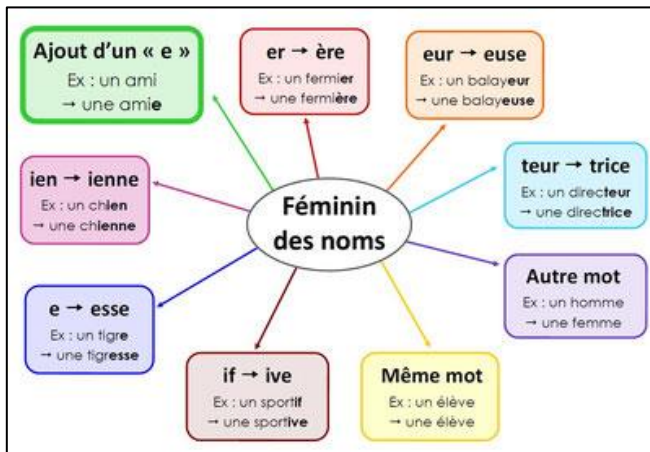 Ajout d'un « e »
Ex : un ami
→ une amie
er → ère
Ex : un fermier
→ une fermière
eur → euse
Ex : un balayeur
→ une balayeuse
ien → ienne
Ex : un chien
→ une chienne
Féminin
des noms
teur → trice
Ex : un directeur
→ une directrice
e → esse
Ex : un tigre
→ une tigresse
Autre mot
Ex : un homme
→ une femme
if → ive
Ex : un sportif
→ une sportive
Même mot
Ex : un élève
→ une élève